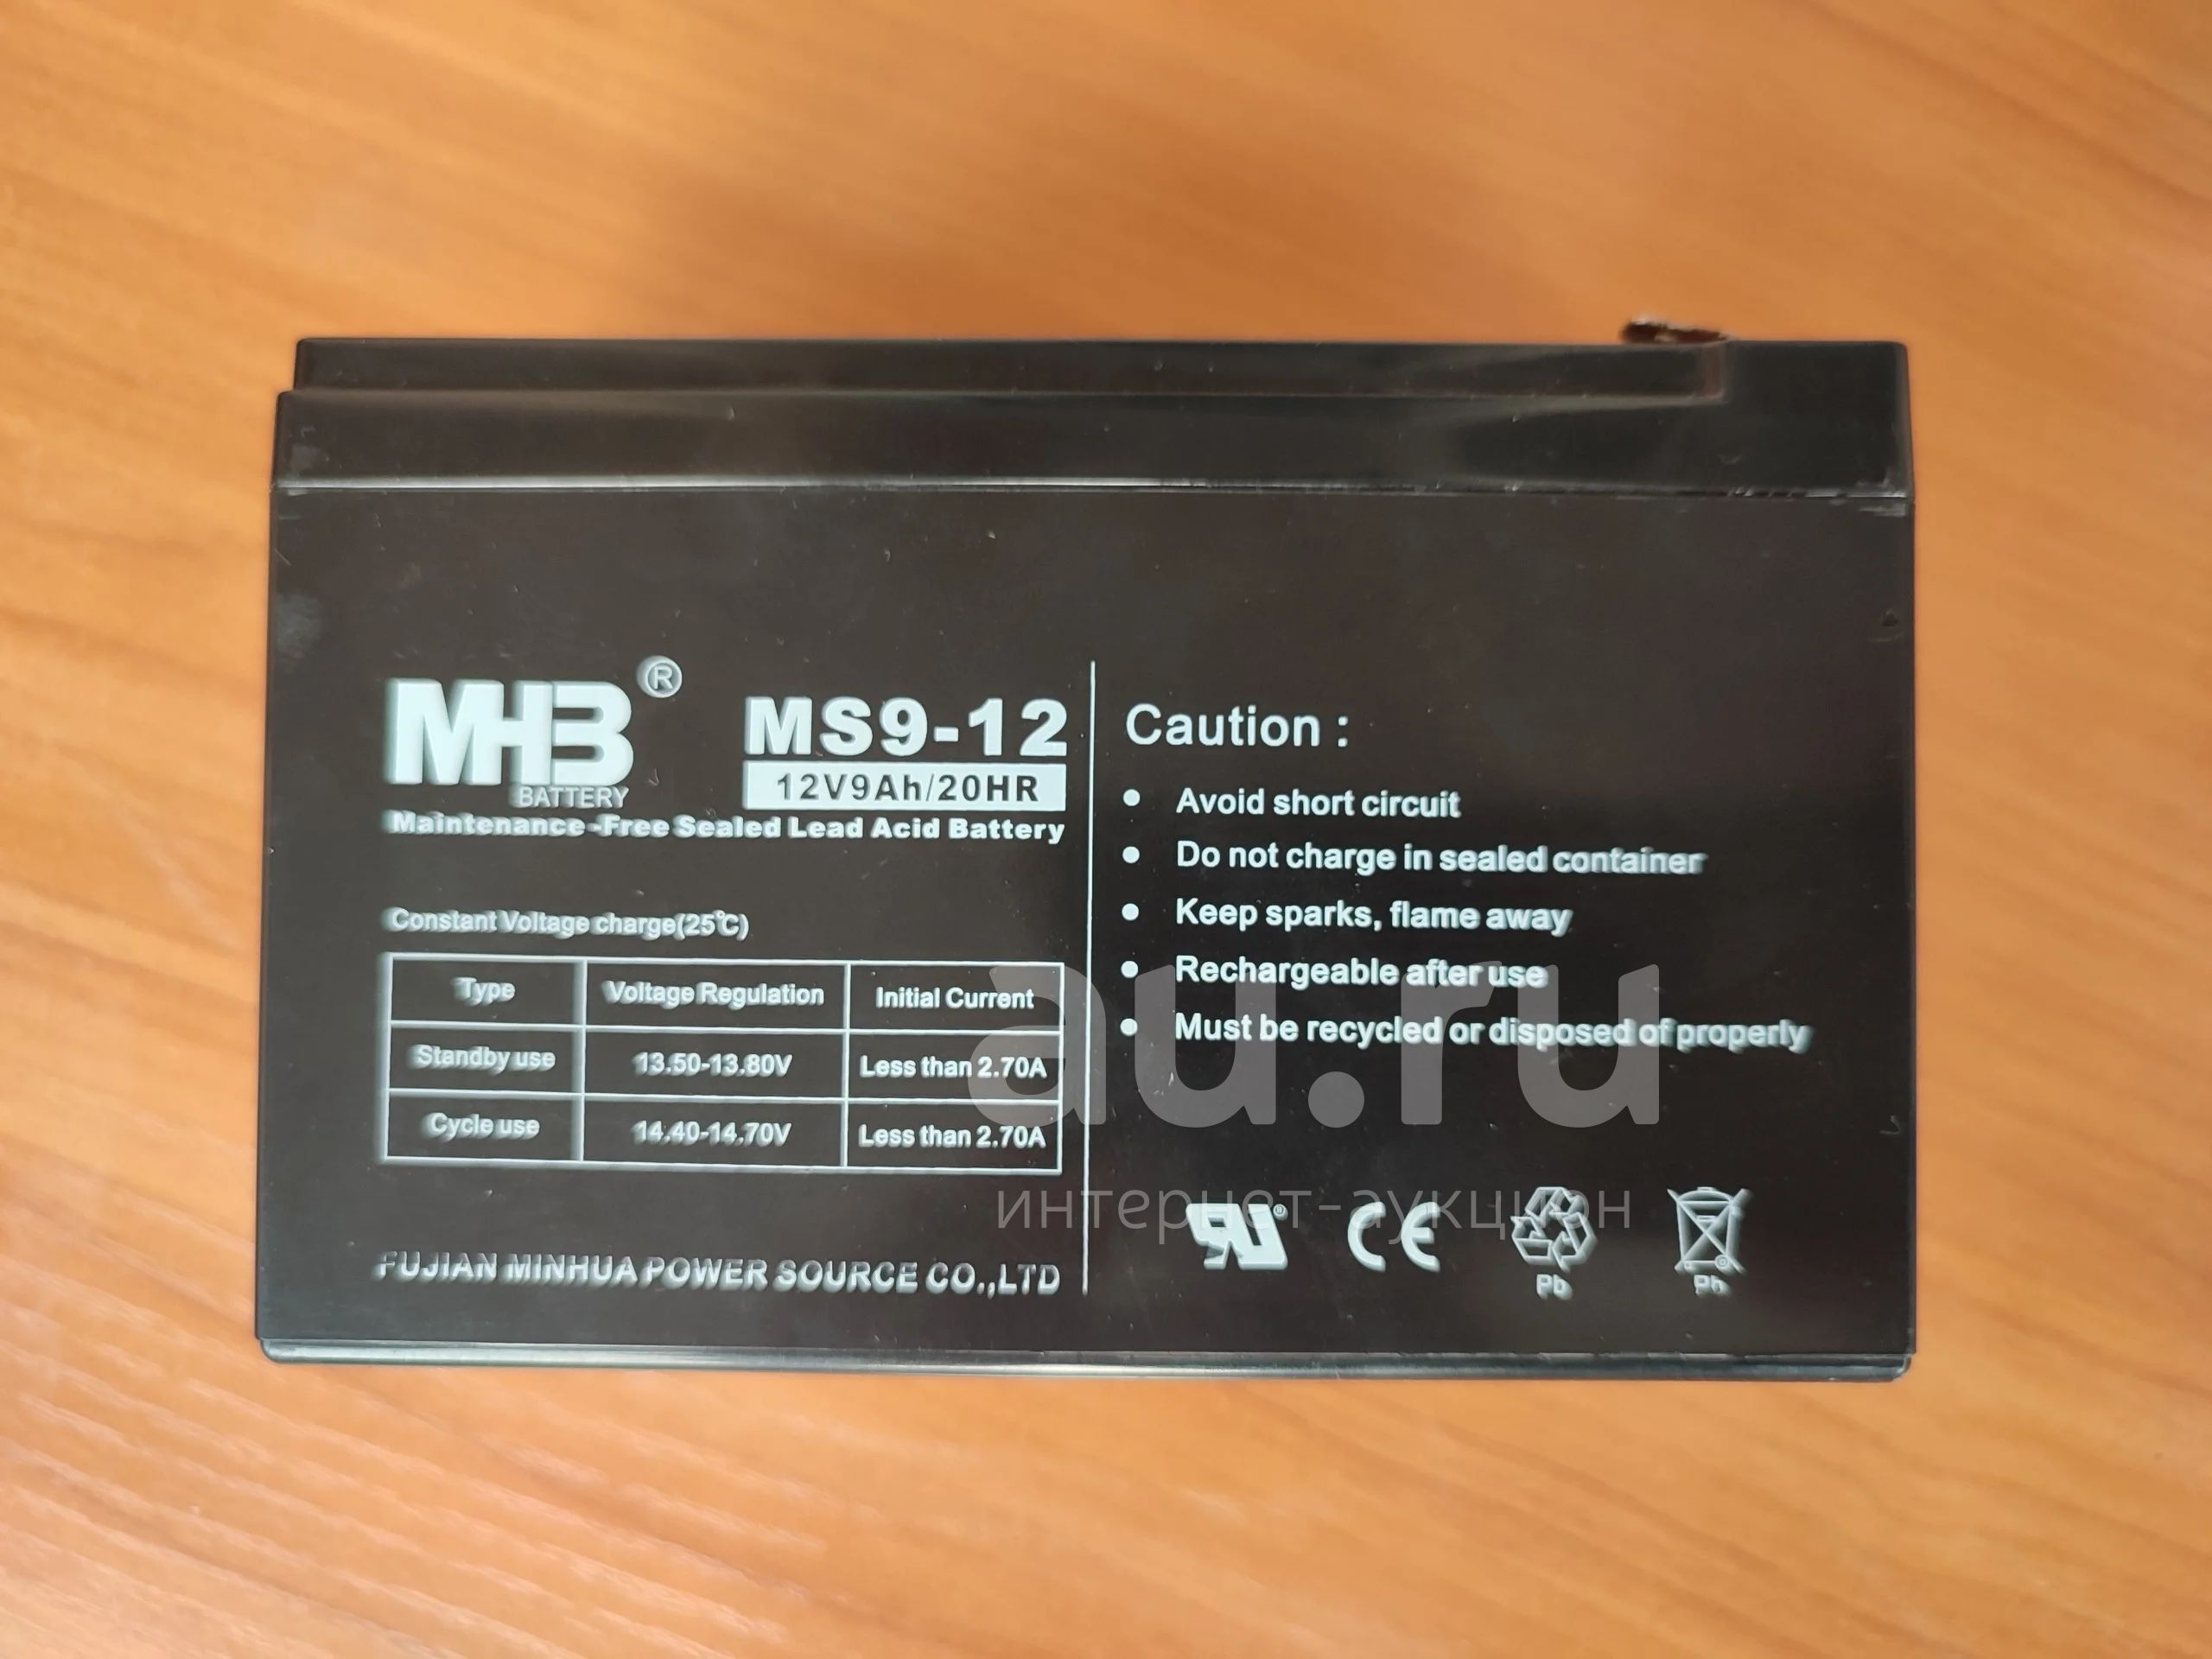 MHB®
BATTERY
MS9-12
12V9Ah/20HR
Maintenance-Free Sealed Lead Acid Battery
Constant Voltage charge(25℃)
Type Voltage Regulation Initial Current
Standby use 13.50-13.80V Less than 2.70A
Cycle use 14.40-14.70V Less than 2.70A
FUJIAN MINHUA POWER SOURCE CO.,LTD
Caution :
• Avoid short circuit
• Do not charge in sealed container
• Keep sparks, flame away
• Rechargeable after use
• Must be recycled or disposed of properly
CE
Pb
Pb
au.ru
интернет-аукцион